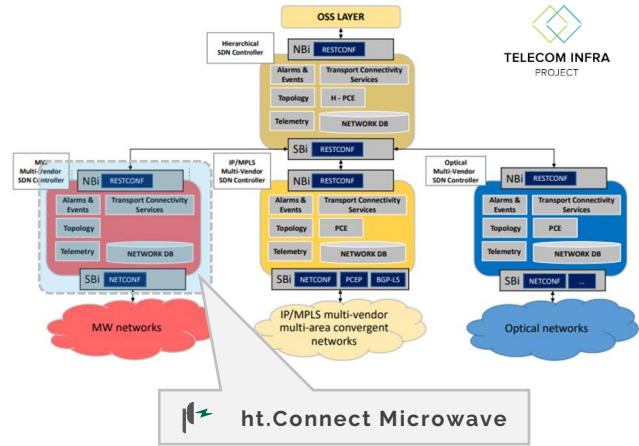 OSS LAYER
Hierarchical
SDN Controller
NBi RESTCONF
TELECOM INFRA
PROJECT
Alarms &
Events
Transport Connectivity
Services
Topology
H - PCE
Telemetry
NETWORK DB
SBi RESTCONF
MW
Multi-Vendor
SDN Controller
NBi RESTCONF
Alarms &
Events
Transport Connectivity
Services
Topology
Telemetry
NETWORK DB
SBi NETCONF
MW networks
IP/MPLS
Multi-Vendor
SDN Controller
NBi RESTCONF
Alarms &
Events
Transport Connectivity
Services
Topology
PCE
Telemetry
NETWORK DB
SBi NETCONF PCEP BGP-LS
IP/MPLS multi-vendor
multi-area convergent
networks
Optical
Multi-Vendor
SDN Controller
NBi RESTCONF
Alarms &
Events
Transport Connectivity
Services
Topology
PCE
Telemetry
NETWORK DB
SBi NETCONF ...
Optical networks
ht.Connect Microwave